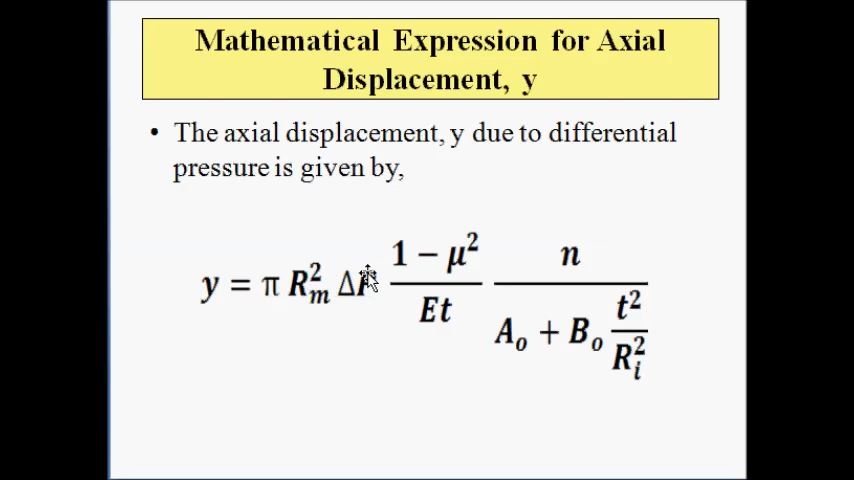 Mathematical Expression for Axial
Displacement, y
• The axial displacement, y due to differential
pressure is given by,
y = π R_m^2 Δ (1 − μ^2)/(Et) n/(A_o + B_o t^2/R_i^2)